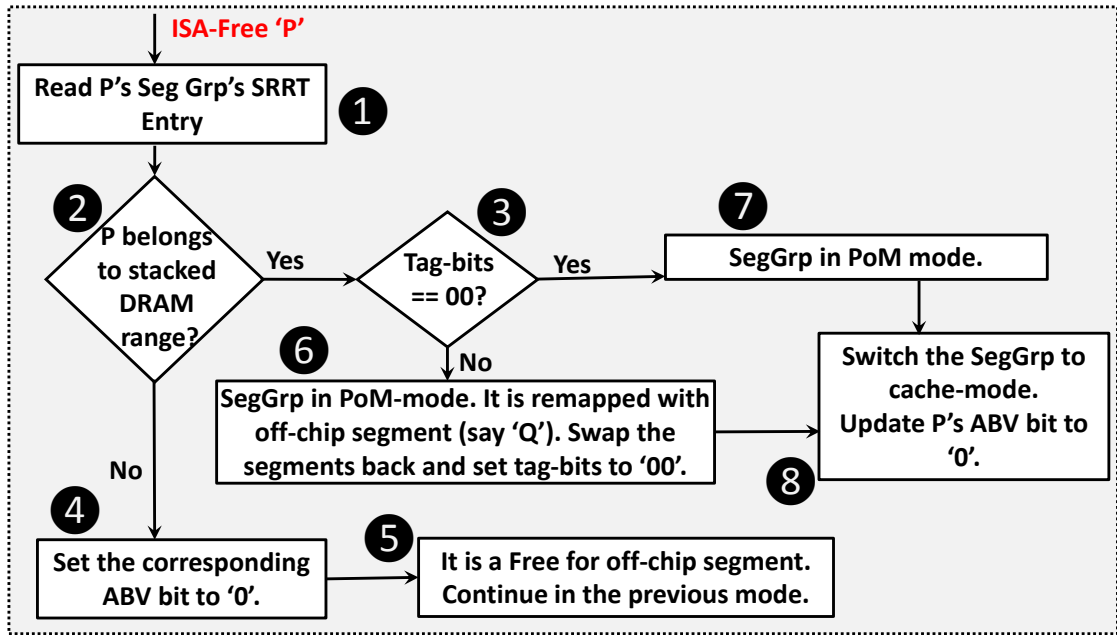 ISA-Free ‘P’
Read P’s Seg Grp’s SRRT
Entry
1
2
P belongs
to stacked
DRAM
range?
Yes
3
Tag-bits
== 00?
Yes
7
SegGrp in PoM mode.
No
6
SegGrp in PoM-mode. It is remapped with
off-chip segment (say ‘Q’). Swap the
segments back and set tag-bits to ‘00’.
Switch the SegGrp to
cache-mode.
Update P’s ABV bit to
‘0’.
8
No
4
Set the corresponding
ABV bit to ‘0’.
5
It is a Free for off-chip segment.
Continue in the previous mode.